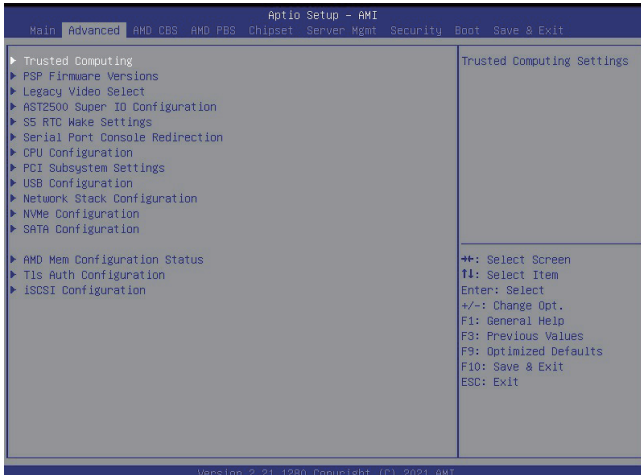 Aptio Setup – AMI
Main Advanced AMD CBS AMD PBS Chipset Server Mgmt Security Boot Save & Exit
▶ Trusted Computing
▶ PSP Firmware Versions
▶ Legacy Video Select
▶ AST2500 Super IO Configuration
▶ S5 RTC Wake Settings
▶ Serial Port Console Redirection
▶ CPU Configuration
▶ PCI Subsystem Settings
▶ USB Configuration
▶ Network Stack Configuration
▶ NVMe Configuration
▶ SATA Configuration
▶ AMD Mem Configuration Status
▶ Tls Auth Configuration
▶ iSCSI Configuration
Trusted Computing Settings
→←: Select Screen
↑↓: Select Item
Enter: Select
+/-: Change Opt.
F1: General Help
F3: Previous Values
F9: Optimized Defaults
F10: Save & Exit
ESC: Exit
Version 2.21.1280 Copyright (C) 2021 AMI